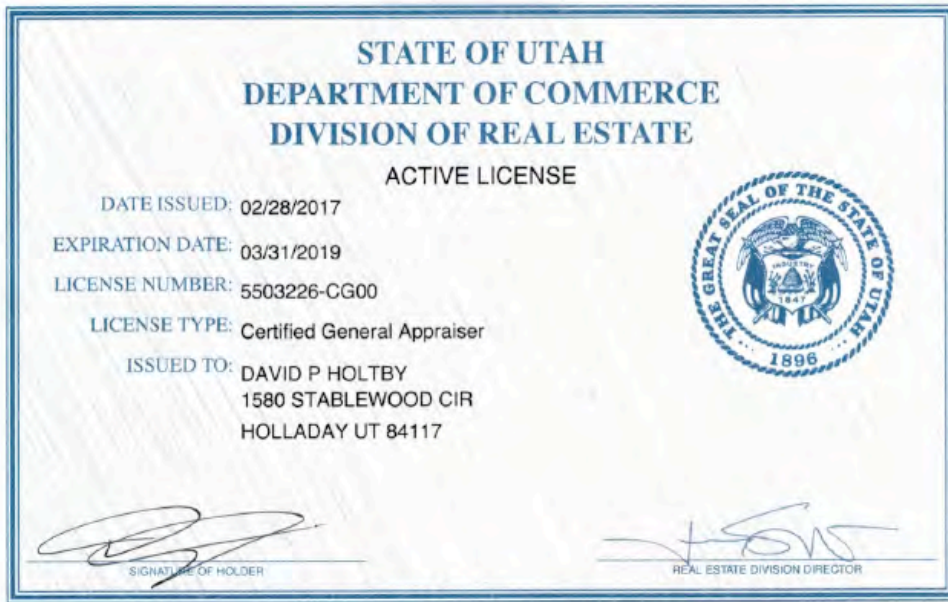 STATE OF UTAH
DEPARTMENT OF COMMERCE
DIVISION OF REAL ESTATE
ACTIVE LICENSE
DATE ISSUED: 02/28/2017
EXPIRATION DATE: 03/31/2019
LICENSE NUMBER: 5503226-CG00
LICENSE TYPE: Certified General Appraiser
ISSUED TO: DAVID P HOLTBY
1580 STABLEWOOD CIR
HOLLADAY UT 84117
THE GREAT SEAL OF THE STATE OF UTAH
INDUSTRY
1847
1896
SIGNATURE OF HOLDER
REAL ESTATE DIVISION DIRECTOR